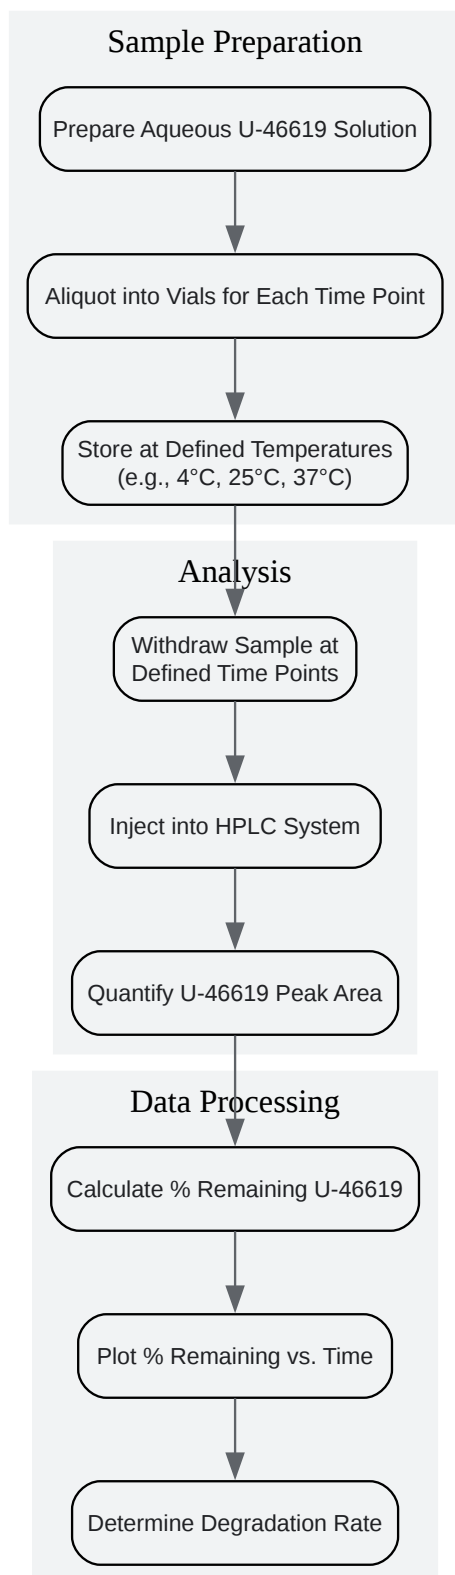 Sample Preparation
Prepare Aqueous U-46619 Solution
Aliquot into Vials for Each Time Point
Store at Defined Temperatures
(e.g., 4°C, 25°C, 37°C)
Analysis
Withdraw Sample at
Defined Time Points
Inject into HPLC System
Quantify U-46619 Peak Area
Data Processing
Calculate % Remaining U-46619
Plot % Remaining vs. Time
Determine Degradation Rate